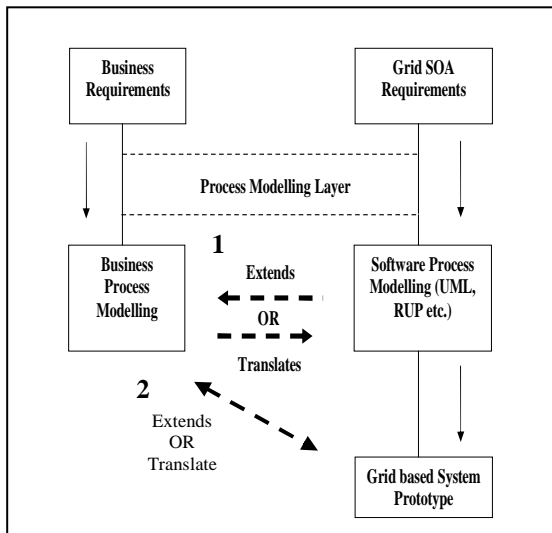 Business
Requirements
Grid SOA
Requirements
Process Modelling Layer
1
Business
Process
Modelling
Extends
OR
Translates
Software Process
Modelling (UML,
RUP etc.)
2
Extends
OR
Translate
Grid based System
Prototype